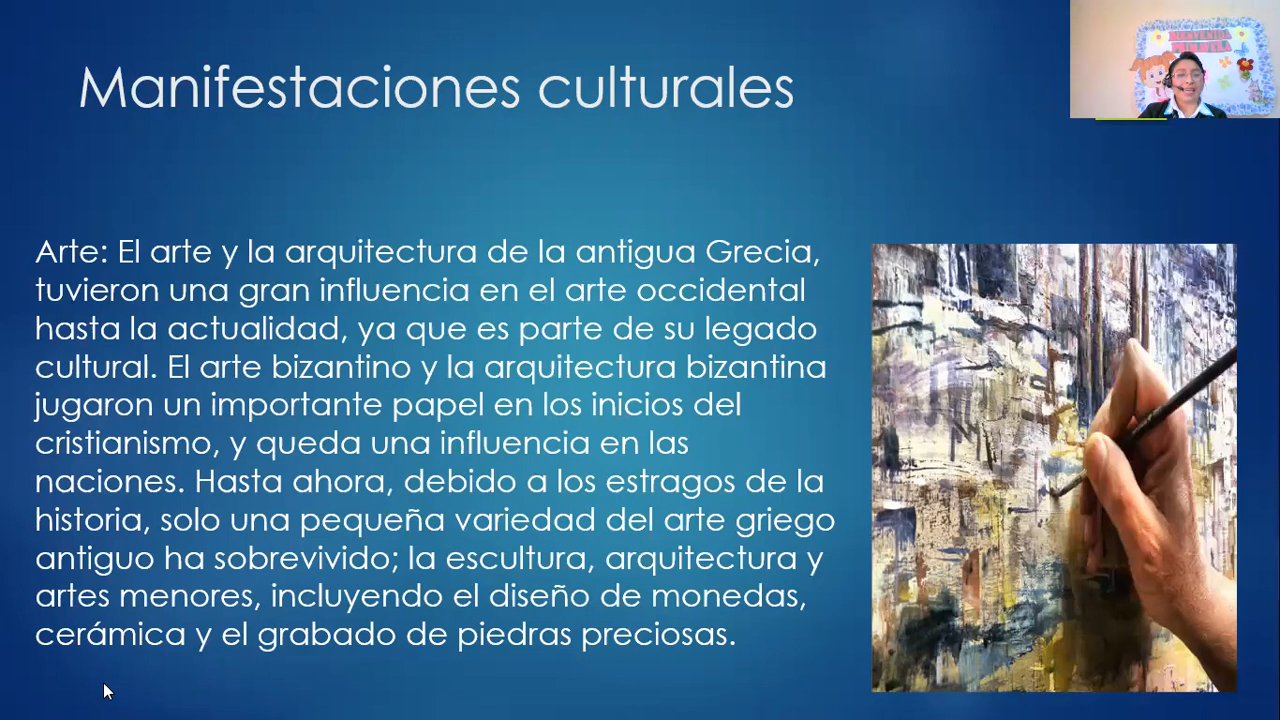 Manifestaciones culturales
BIENVENIDA
PRIMAVERA
Arte: El arte y la arquitectura de la antigua Grecia,
tuvieron una gran influencia en el arte occidental
hasta la actualidad, ya que es parte de su legado
cultural. El arte bizantino y la arquitectura bizantina
jugaron un importante papel en los inicios del
cristianismo, y queda una influencia en las
naciones. Hasta ahora, debido a los estragos de la
historia, solo una pequeña variedad del arte griego
antiguo ha sobrevivido; la escultura, arquitectura y
artes menores, incluyendo el diseño de monedas,
cerámica y el grabado de piedras preciosas.